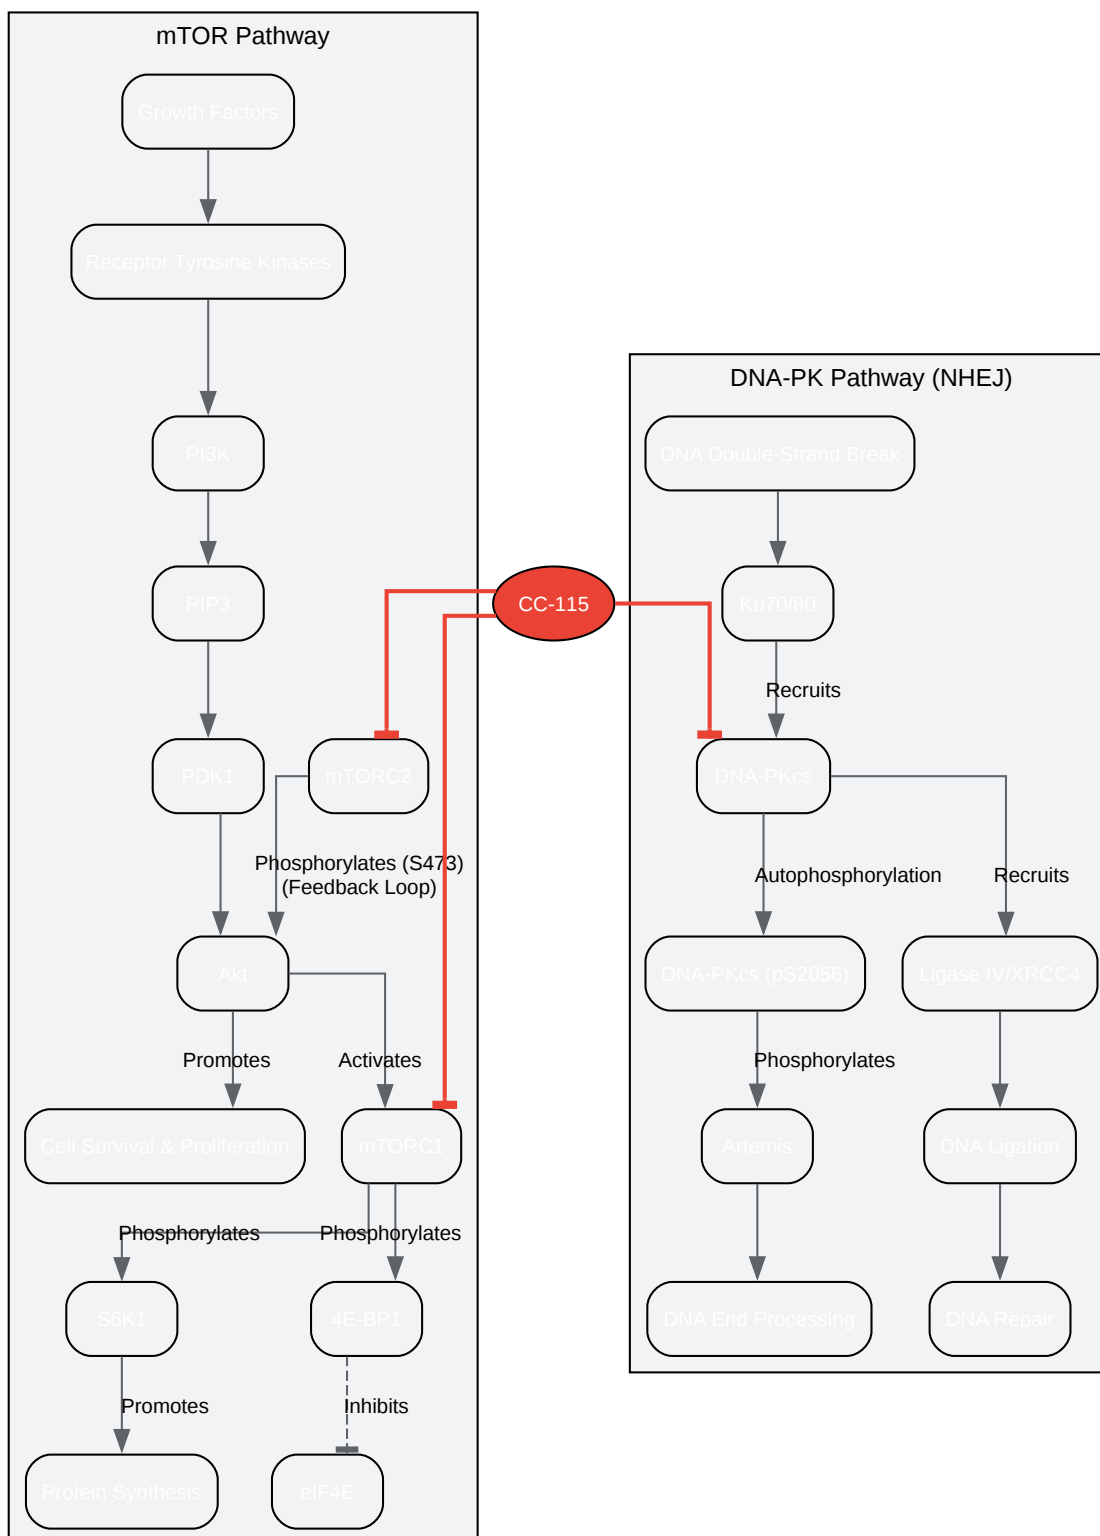 mTOR Pathway
Growth Factors
Receptor Tyrosine Kinases
PI3K
PIP3
PDK1
mTORC2
Phosphorylates (S473)
(Feedback Loop)
Akt
Promotes
Activates
Cell Survival & Proliferation
mTORC1
Phosphorylates
Phosphorylates
S6K1
4E-BP1
Promotes
Inhibits
Protein Synthesis
eIF4E
CC-115
DNA-PK Pathway (NHEJ)
DNA Double-Strand Break
Ku70/80
Recruits
DNA-PKcs
Autophosphorylation
Recruits
DNA-PKcs (pS2056)
Ligase IV/XRCC4
Phosphorylates
Artemis
DNA Ligation
DNA End Processing
DNA Repair